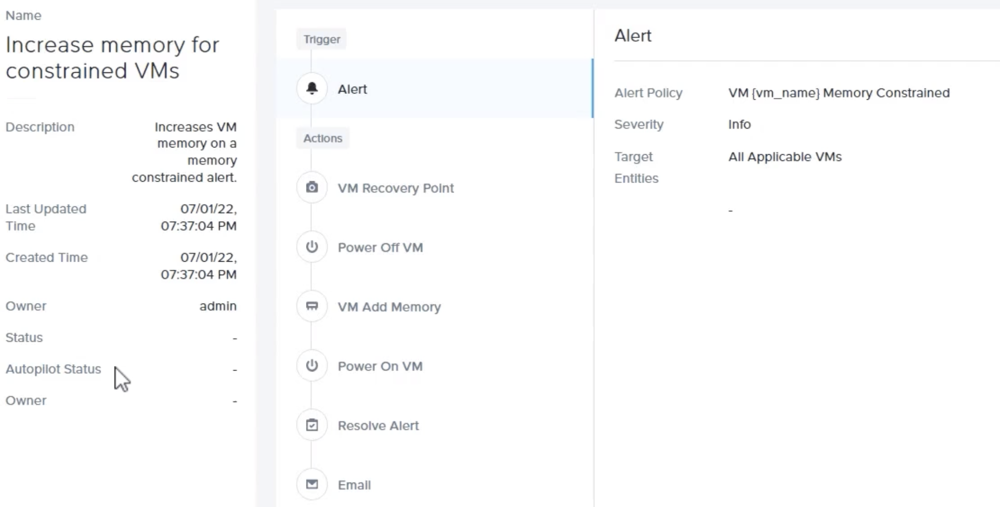 Name
Increase memory for
constrained VMs
Description
Increases VM
memory on a
memory
constrained alert.
Last Updated
Time
07/01/22,
07:37:04 PM
Created Time
07/01/22,
07:37:04 PM
Owner
admin
Status
-
Autopilot Status
-
Owner
-
Trigger
Alert
Actions
VM Recovery Point
Power Off VM
VM Add Memory
Power On VM
Resolve Alert
Email
Alert
Alert Policy
VM {vm_name} Memory Constrained
Severity
Info
Target
Entities
All Applicable VMs
-